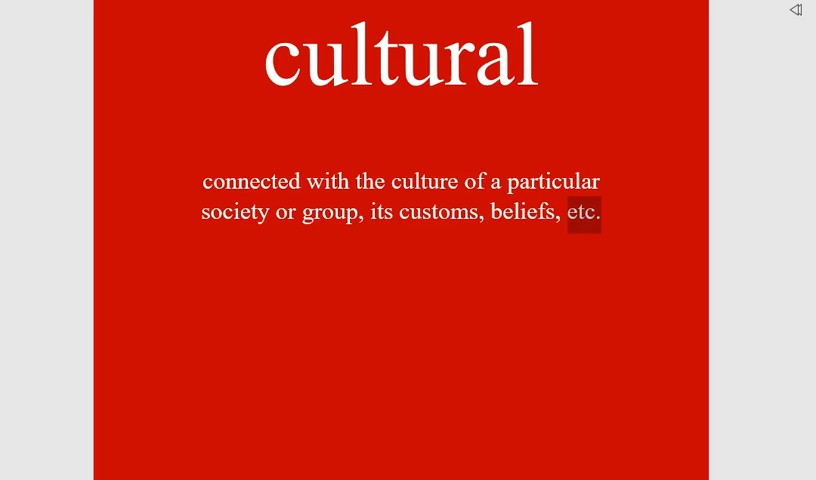 cultural
connected with the culture of a particular
society or group, its customs, beliefs, etc.